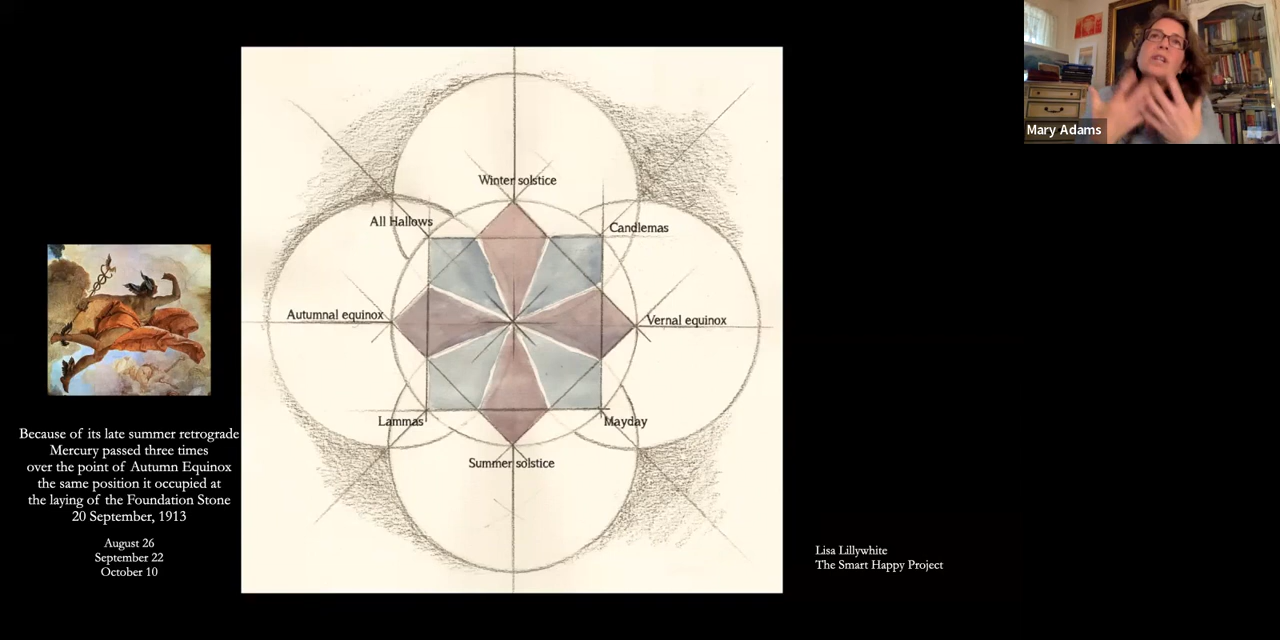 Mary Adams
Winter solstice
All Hallows
Candlemas
Autumnal equinox
Vernal equinox
Lammas
Mayday
Summer solstice
Because of its late summer retrograde
Mercury passed three times
over the point of Autumn Equinox
the same position it occupied at
the laying of the Foundation Stone
20 September, 1913
August 26
September 22
October 10
Lisa Lillywhite
The Smart Happy Project